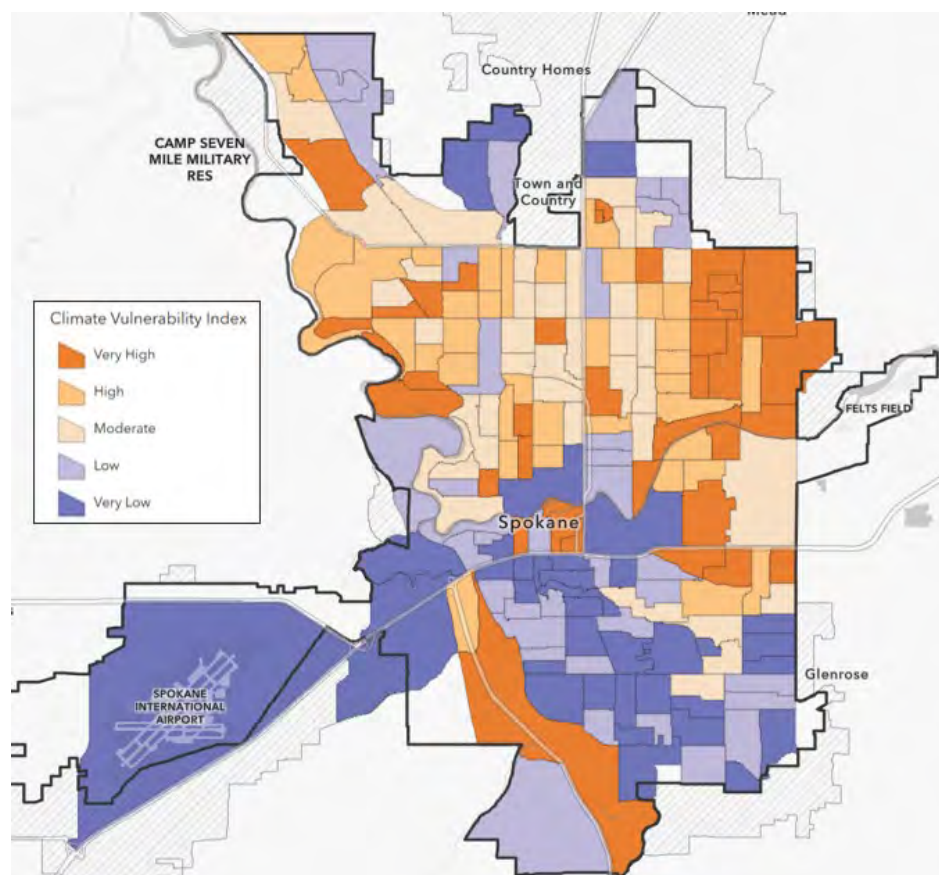 Mead
Country Homes
CAMP SEVEN
MILE MILITARY
RES
Town and
Country
Climate Vulnerability Index
Very High
High
Moderate
Low
Very Low
FELTS FIELD
Spokane
Glenrose
SPOKANE
INTERNATIONAL
AIRPORT